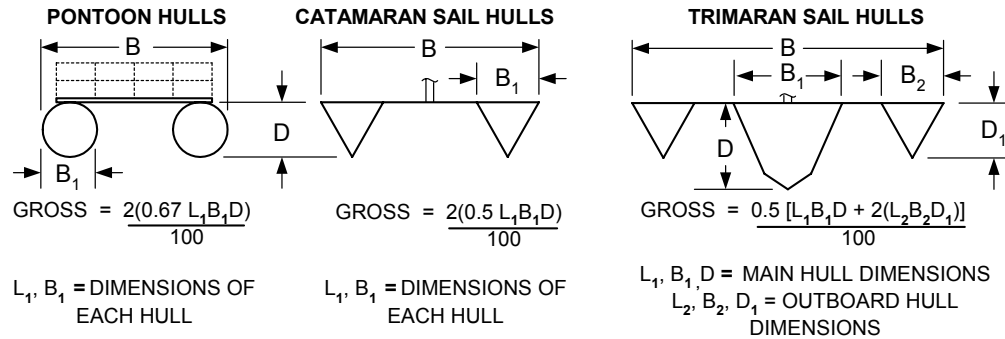 PONTOON HULLS
B
D
B₁
GROSS = 2(0.67 L₁B₁D)
100
L₁, B₁ = DIMENSIONS OF
EACH HULL
CATAMARAN SAIL HULLS
B
B₁
D
GROSS = 2(0.5 L₁B₁D)
100
L₁, B₁ = DIMENSIONS OF
EACH HULL
TRIMARAN SAIL HULLS
B
B₁
B₂
D
D₁
GROSS = 0.5 [L₁B₁D + 2(L₂B₂D₁)]
100
L₁, B₁, D = MAIN HULL DIMENSIONS
L₂, B₂, D₁ = OUTBOARD HULL
DIMENSIONS